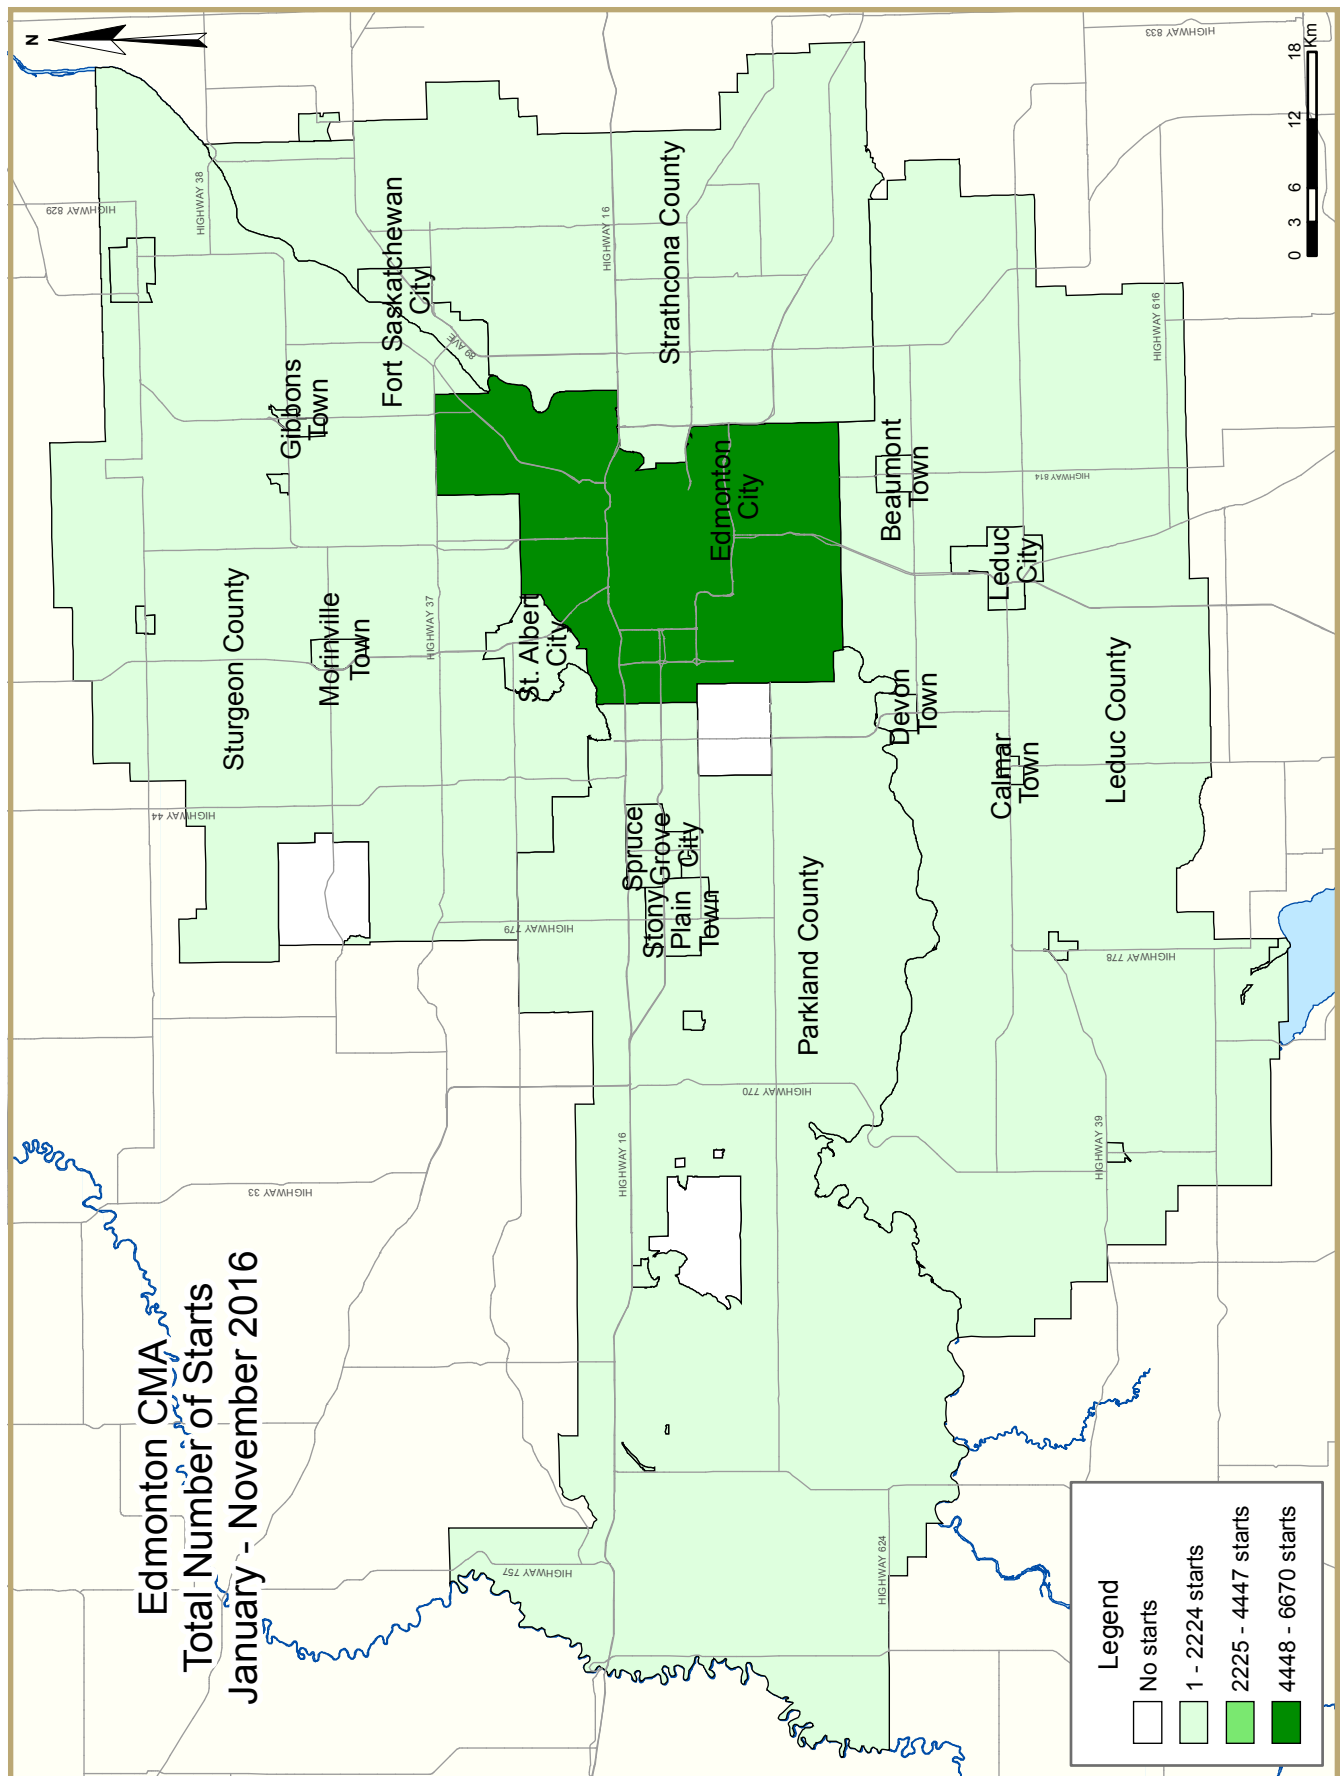 Edmonton CMA
Total Number of Starts
January - November 2016
N
HIGHWAY 833
HIGHWAY 829
HIGHWAY 38
HIGHWAY 16
HIGHWAY 616
HIGHWAY 814
HIGHWAY 37
HIGHWAY 44
HIGHWAY 779
HIGHWAY 778
HIGHWAY 770
HIGHWAY 39
HIGHWAY 16
HIGHWAY 33
HIGHWAY 757
HIGHWAY 624
89 AVE
Fort Saskatchewan
City
Strathcona County
Gibbons
Town
Edmonton
City
Beaumont
Town
Leduc
City
Sturgeon County
Morinville
Town
St. Albert
City
Devon
Town
Calmar
Town
Leduc County
Spruce
Grove
City
Stony
Plain
Town
Parkland County
0 3 6 12 18
Km
Legend
No starts
1 - 2224 starts
2225 - 4447 starts
4448 - 6670 starts